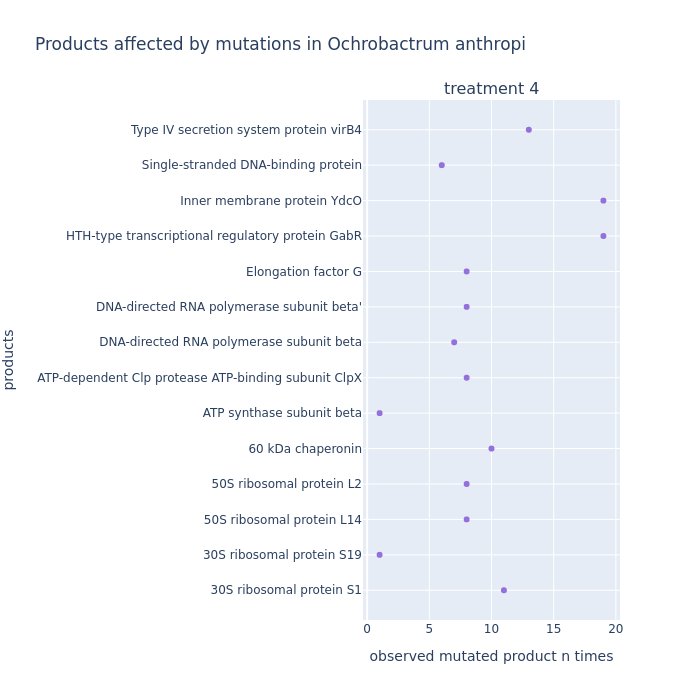 Products affected by mutations in Ochrobactrum anthropi
treatment 4
Type IV secretion system protein virB4
Single-stranded DNA-binding protein
Inner membrane protein YdcO
HTH-type transcriptional regulatory protein GabR
Elongation factor G
DNA-directed RNA polymerase subunit beta'
DNA-directed RNA polymerase subunit beta
ATP-dependent Clp protease ATP-binding subunit ClpX
ATP synthase subunit beta
60 kDa chaperonin
50S ribosomal protein L2
50S ribosomal protein L14
30S ribosomal protein S19
30S ribosomal protein S1
products
0 5 10 15 20
observed mutated product n times